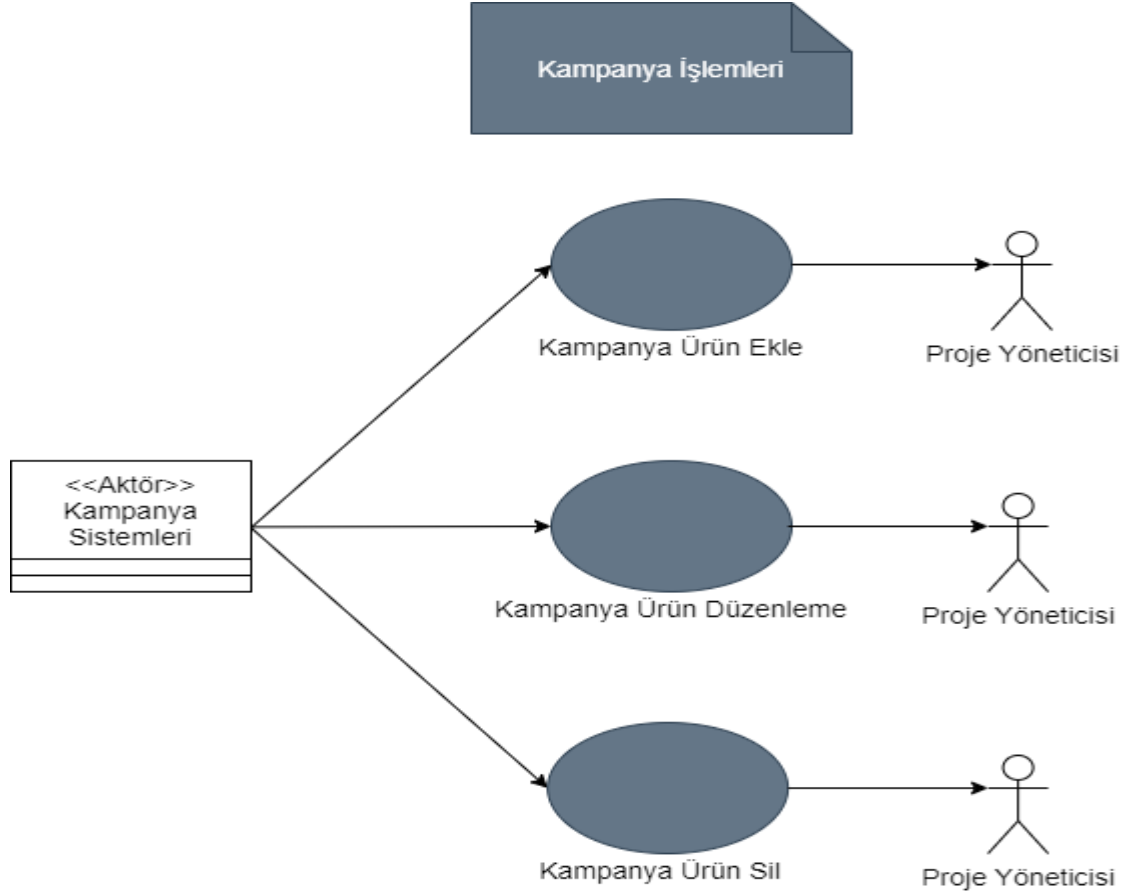 Kampanya İşlemleri
Kampanya Ürün Ekle
Proje Yöneticisi
<<Aktör>>
Kampanya
Sistemleri
Kampanya Ürün Düzenleme
Proje Yöneticisi
Kampanya Ürün Sil
Proje Yöneticisi